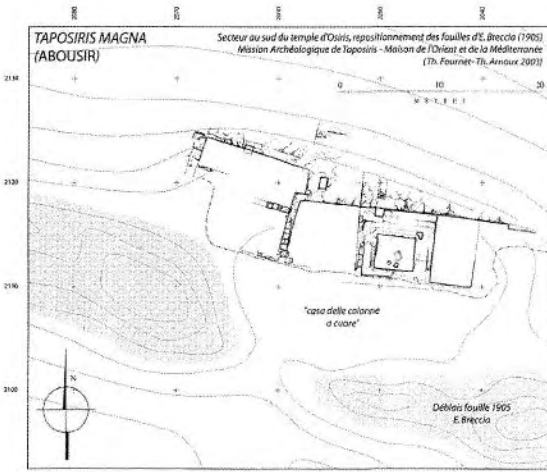 TAPOSIRIS MAGNA
(ABOUSIR)
Secteur au sud du temple d'Osiris, repositionnement des fouilles d'E. Breccia (1905)
Mission Archéologique de Taposiris - Maison de l'Orient et de la Méditerranée
(Th. Fournet- Th. Arnoux 2003)
0 10 20
"casa delle colonne
a cuore"
N
Déblais fouille 1905
E. Breccia
2120